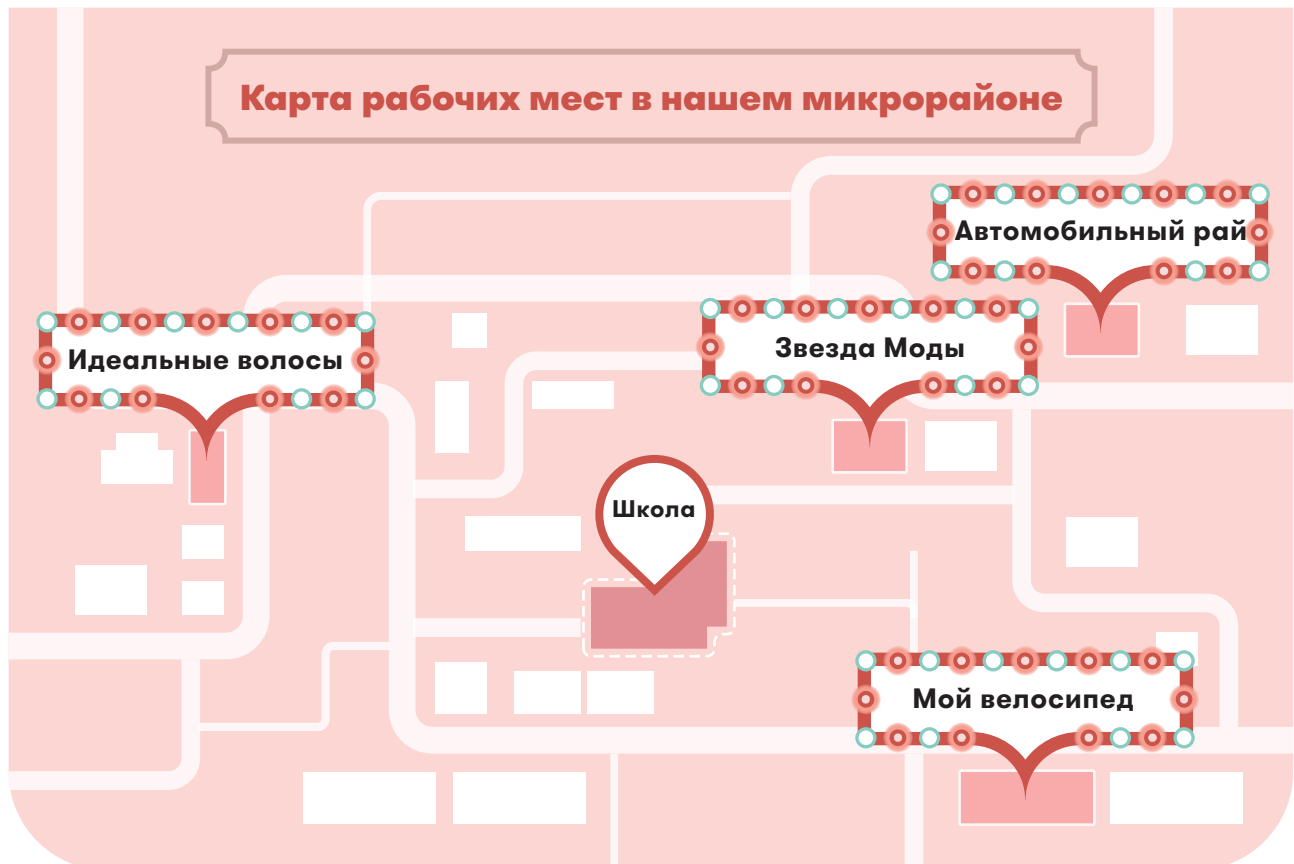 Карта рабочих мест в нашем микрорайоне
Автомобильный рай
Идеальные волосы
Звезда Моды
Школа
Мой велосипед